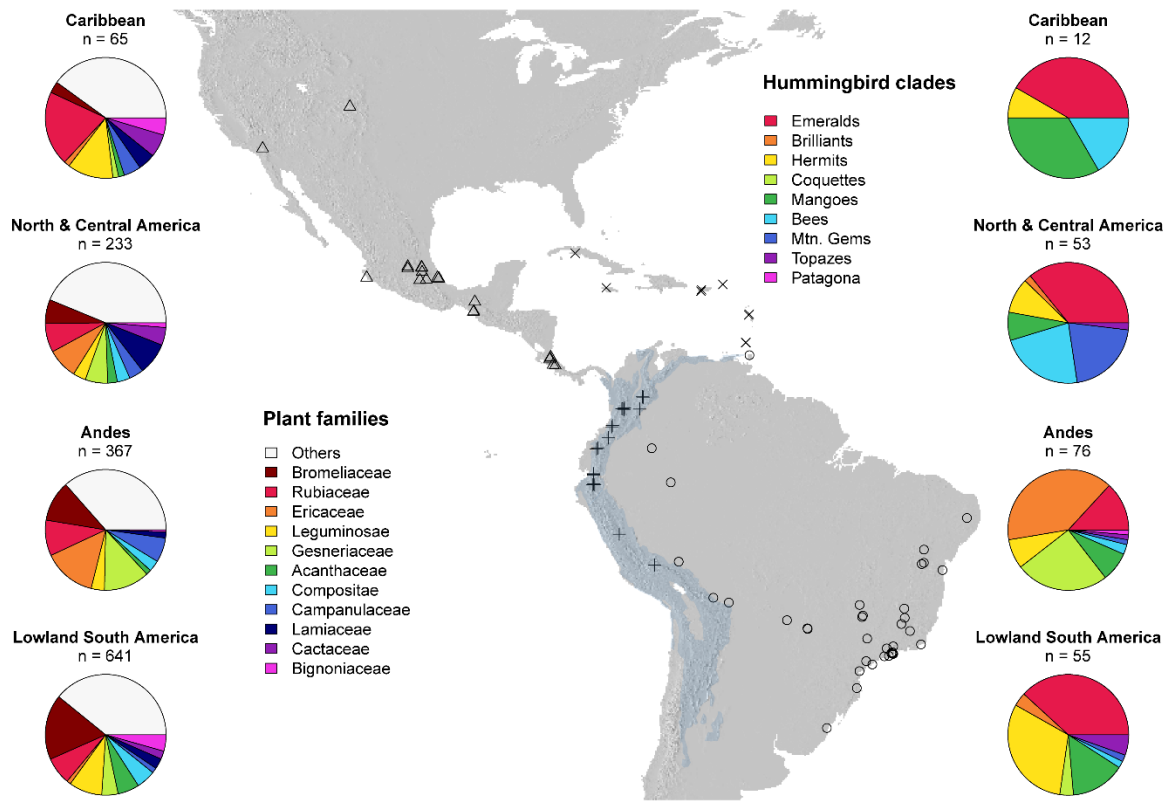 Caribbean
n = 65
North & Central America
n = 233
Andes
n = 367
Lowland South America
n = 641
Plant families
Others
Bromeliaceae
Rubiaceae
Ericaceae
Leguminosae
Gesneriaceae
Acanthaceae
Compositae
Campanulaceae
Lamiaceae
Cactaceae
Bignoniaceae
Hummingbird clades
Emeralds
Brilliants
Hermits
Coquettes
Mangoes
Bees
Mtn. Gems
Topazes
Patagona
Caribbean
n = 12
North & Central America
n = 53
Andes
n = 76
Lowland South America
n = 55